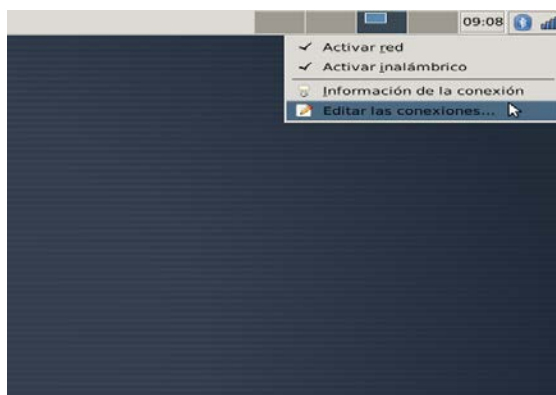 09:08
Activar red
Activar inalámbrico
Información de la conexión
Editar las conexiones...